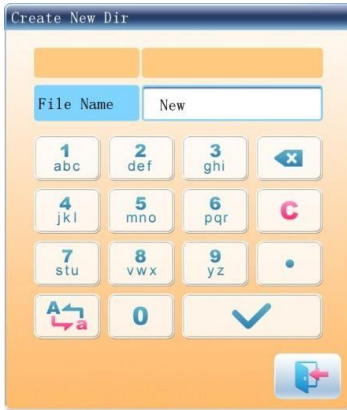 Create New Dir
File Name New
1 2 3
abc def ghi
4 5 6 C
jkl mno pqr
7 8 9
stu vwx yz
A a 0